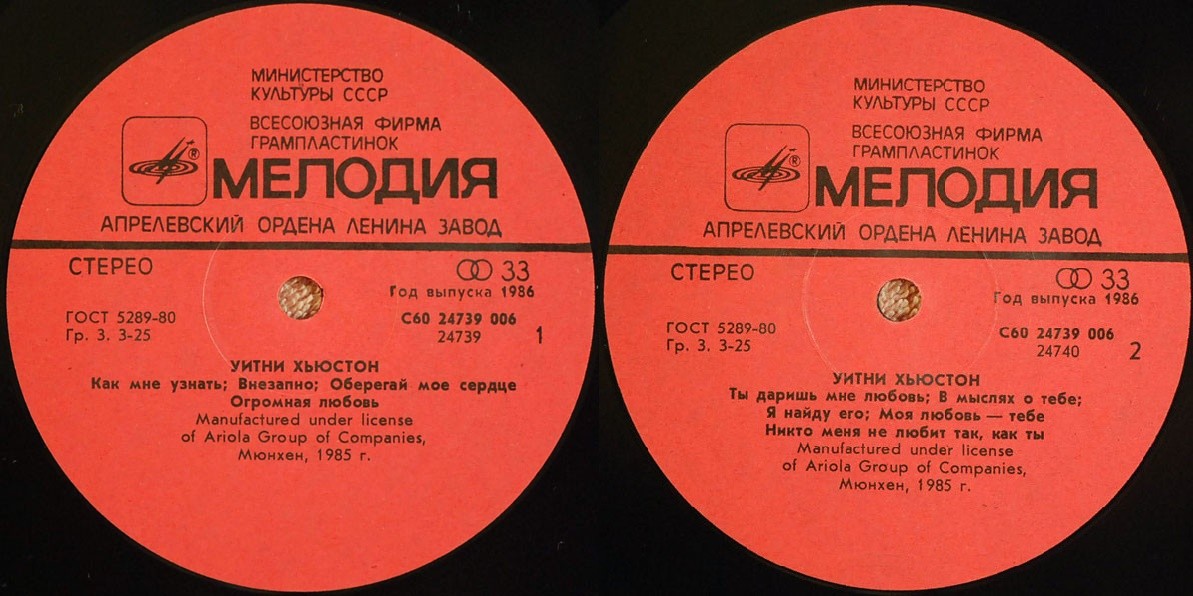 МИНИСТЕРСТВО
КУЛЬТУРЫ СССР
ВСЕСОЮЗНАЯ ФИРМА
ГРАМПЛАСТИНОК
®
МЕЛОДИЯ
АПРЕЛЕВСКИЙ ОРДЕНА ЛЕНИНА ЗАВОД
СТЕРЕО
33
Год выпуска 1986
ГОСТ 5289-80
Гр. 3. 3-25
С60 24739 006
24739
1
УИТНИ ХЬЮСТОН
Как мне узнать; Внезапно; Оберегай мое сердце
Огромная любовь
Manufactured under license
of Ariola Group of Companies,
Мюнхен, 1985 г.
МИНИСТЕРСТВО
КУЛЬТУРЫ СССР
ВСЕСОЮЗНАЯ ФИРМА
ГРАМПЛАСТИНОК
®
МЕЛОДИЯ
АПРЕЛЕВСКИЙ ОРДЕНА ЛЕНИНА ЗАВОД
СТЕРЕО
33
Год выпуска 1986
ГОСТ 5289-80
Гр. 3. 3-25
С60 24739 006
24740
2
УИТНИ ХЬЮСТОН
Ты даришь мне любовь; В мыслях о тебе;
Я найду его; Моя любовь — тебе
Никто меня не любит так, как ты
Manufactured under license
of Ariola Group of Companies,
Мюнхен, 1985 г.